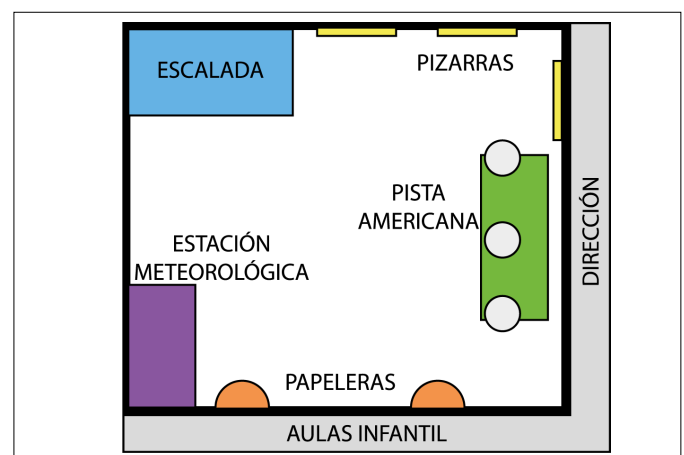 ESCALADA
PIZARRAS
PISTA
AMERICANA
DIRECCIÓN
ESTACIÓN
METEOROLÓGICA
PAPELERAS
AULAS INFANTIL